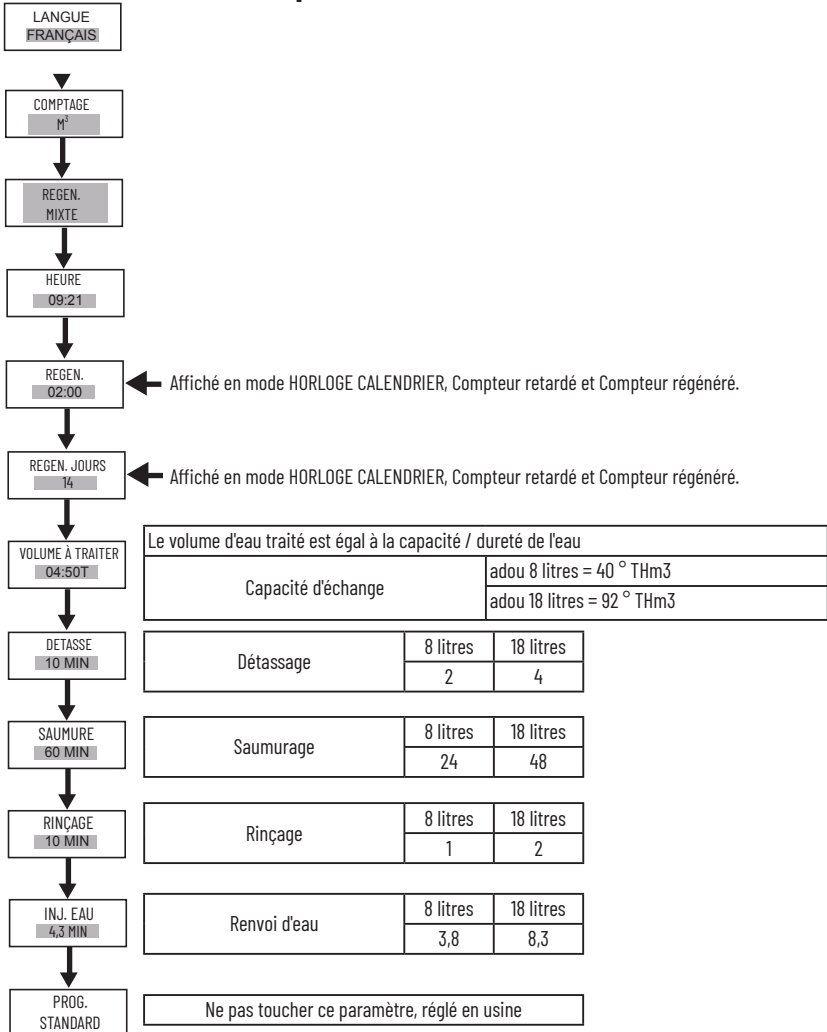 LANGUE
FRANÇAIS
COMPTAGE
M³
REGEN.
MIXTE
HEURE
09:21
REGEN.
02:00
Affiché en mode HORLOGE CALENDRIER, Compteur retardé et Compteur régénéré.
REGEN. JOURS
14
Affiché en mode HORLOGE CALENDRIER, Compteur retardé et Compteur régénéré.
VOLUME À TRAITER
04:50T
Le volume d'eau traité est égal à la capacité / dureté de l'eau
Capacité d'échange
adou 8 litres = 40 ° THm3
adou 18 litres = 92 ° THm3
DETASSE
10 MIN
Détassage
8 litres 18 litres
2 4
SAUMURE
60 MIN
Saumurage
8 litres 18 litres
24 48
RINÇAGE
10 MIN
Rinçage
8 litres 18 litres
1 2
INJ. EAU
4,3 MIN
Renvoi d'eau
8 litres 18 litres
3,8 8,3
PROG.
STANDARD
Ne pas toucher ce paramètre, réglé en usine